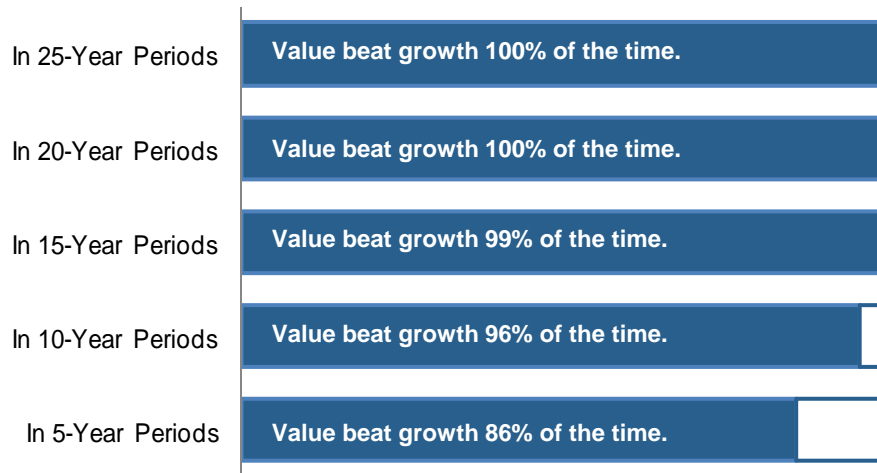 In 25-Year Periods Value beat growth 100% of the time.
In 20-Year Periods Value beat growth 100% of the time.
In 15-Year Periods Value beat growth 99% of the time.
In 10-Year Periods Value beat growth 96% of the time.
In 5-Year Periods Value beat growth 86% of the time.